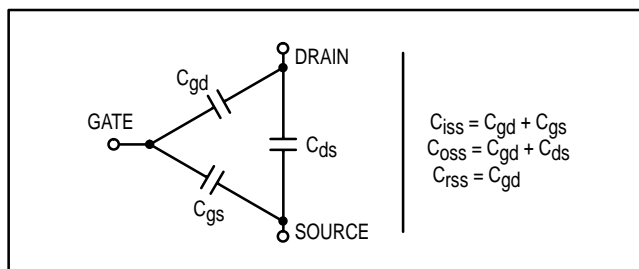 DRAIN
Cgd
GATE
Cds
Cgs
SOURCE
Ciss = Cgd + Cgs
Coss = Cgd + Cds
Crss = Cgd